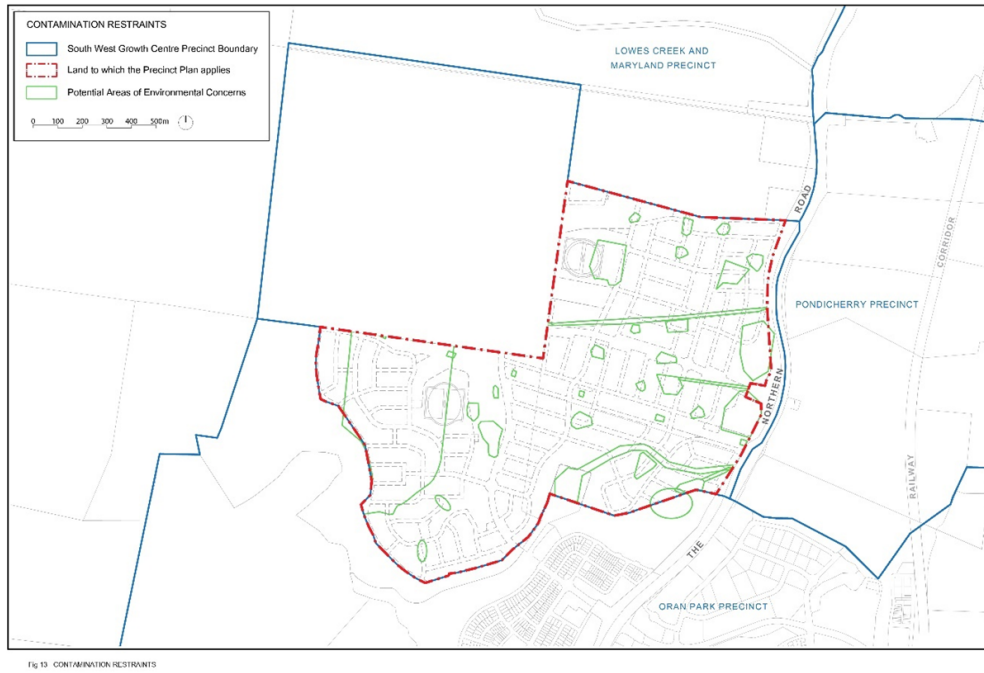 CONTAMINATION RESTRAINTS
South West Growth Centre Precinct Boundary
Land to which the Precinct Plan applies
Potential Areas of Environmental Concerns
0 100 200 300 400 500m
LOWES CREEK AND
MARYLAND PRECINCT
ROAD
CORRIDOR
PONDICHERRY PRECINCT
NORTHERN
RAILWAY
THE
ORAN PARK PRECINCT
Fig 13 CONTAMINATION RESTRAINTS